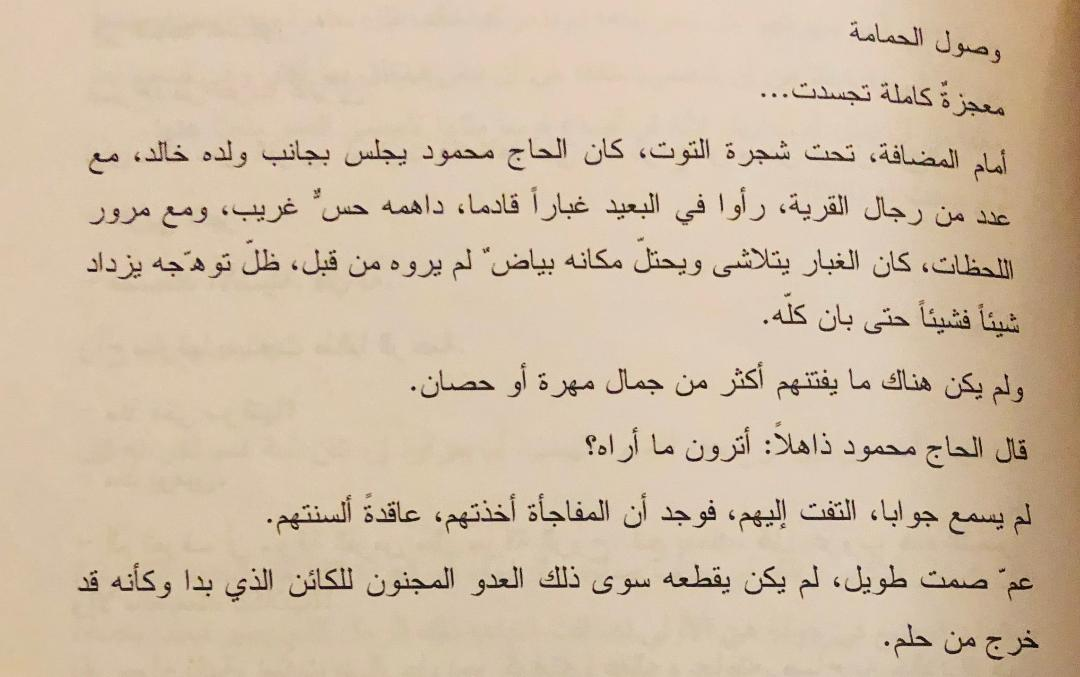 وصول الحمامة
معجزةٌ كاملة تجسدت...
أمام المضافة، تحت شجرة التوت، كان الحاج محمود يجلس بجانب ولده خالد، مع
عدد من رجال القرية، رأوا في البعيد غباراً قادما، داهمه حسٌّ غريب، ومع مرور
اللحظات، كان الغبار يتلاشى ويحتلّ مكانه بياضٌ لم يروه من قبل، ظلّ توهّجه يزداد
شيئاً فشيئاً حتى بان كلّه.
ولم يكن هناك ما يفتنهم أكثر من جمال مهرة أو حصان.
قال الحاج محمود ذاهلاً: أترون ما أراه؟
لم يسمع جوابا، التفت إليهم، فوجد أن المفاجأة أخذتهم، عاقدةً ألسنتهم.
عمّ صمت طويل، لم يكن يقطعه سوى ذلك العدو المجنون للكائن الذي بدا وكأنه قد
خرج من حلم.